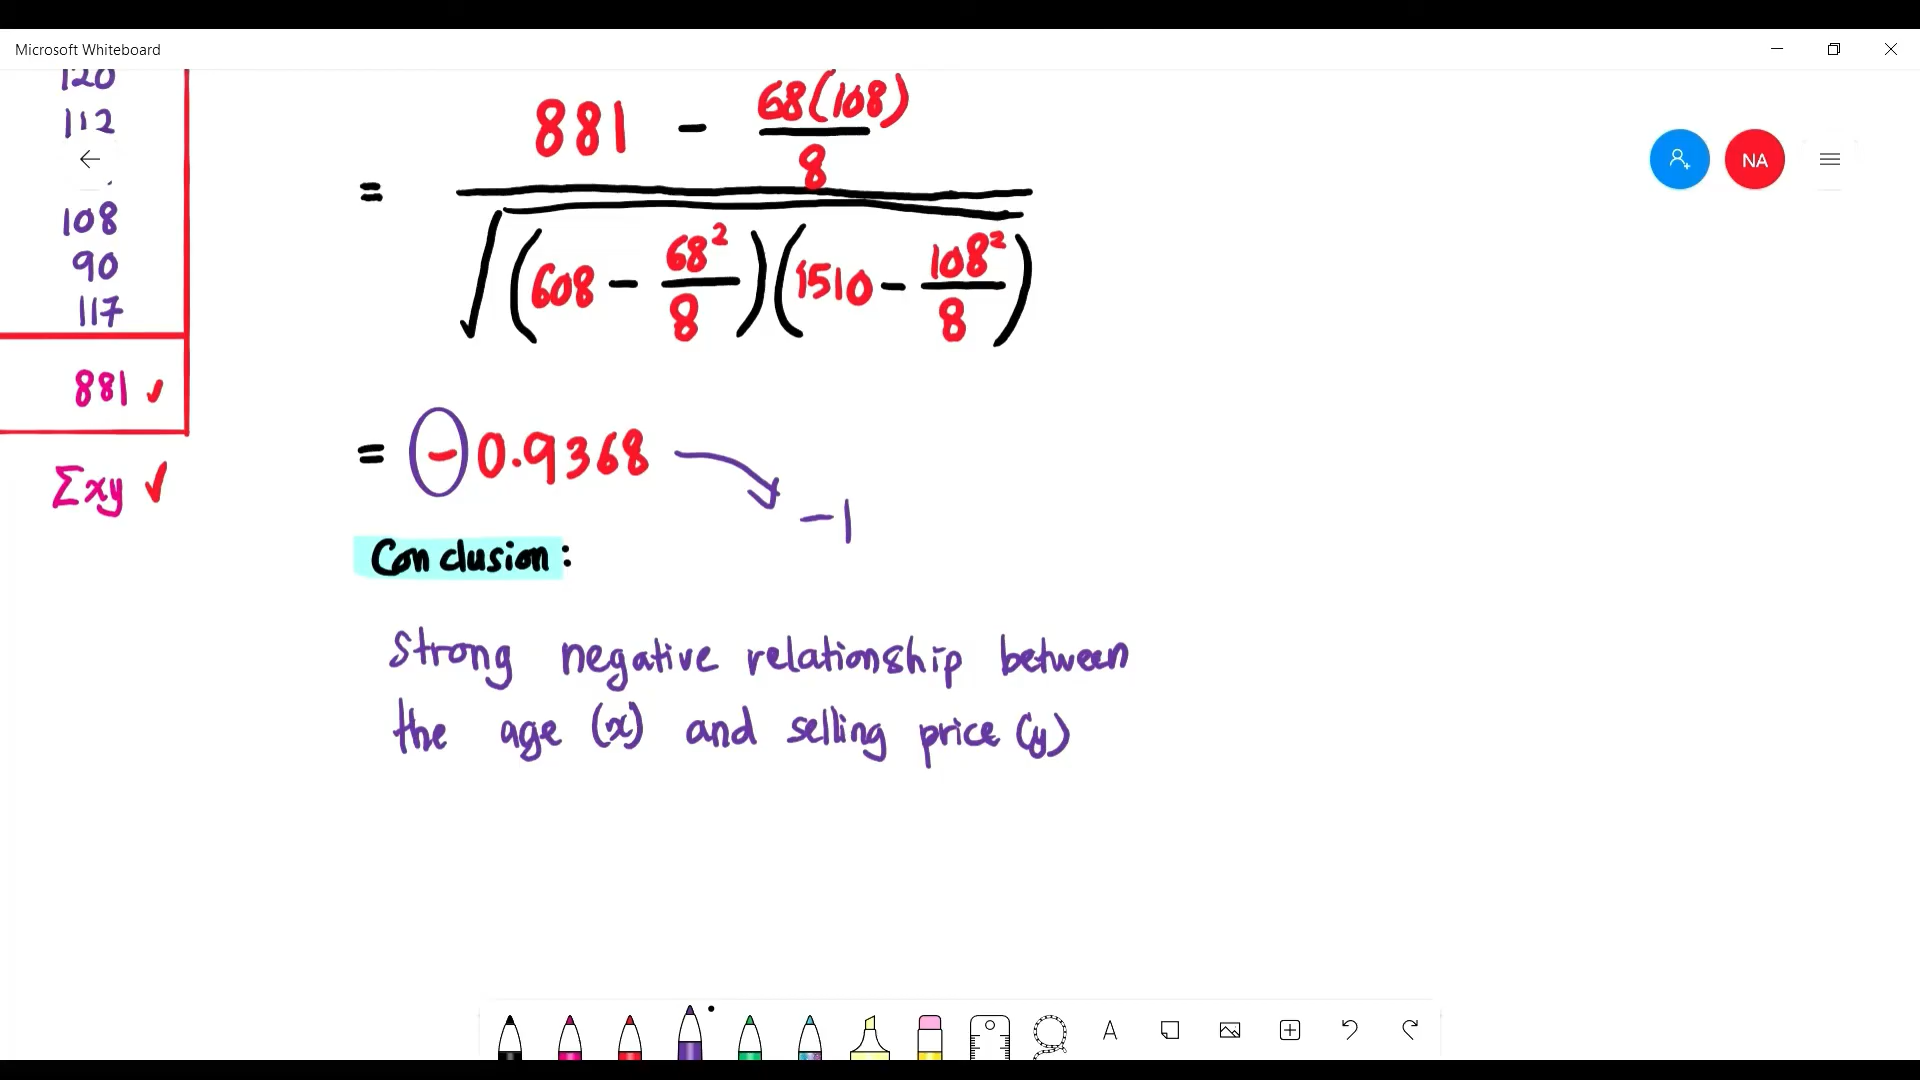 Microsoft Whiteboard
120
112
108
90
117
881 ✓
Σxy ✓
881 - 68(108)
8
=
√ (608 - 68² / 8) (1510 - 108² / 8)
= -0.9368
-1
Conclusion:
Strong negative relationship between
the age (x) and selling price (y)
NA
A